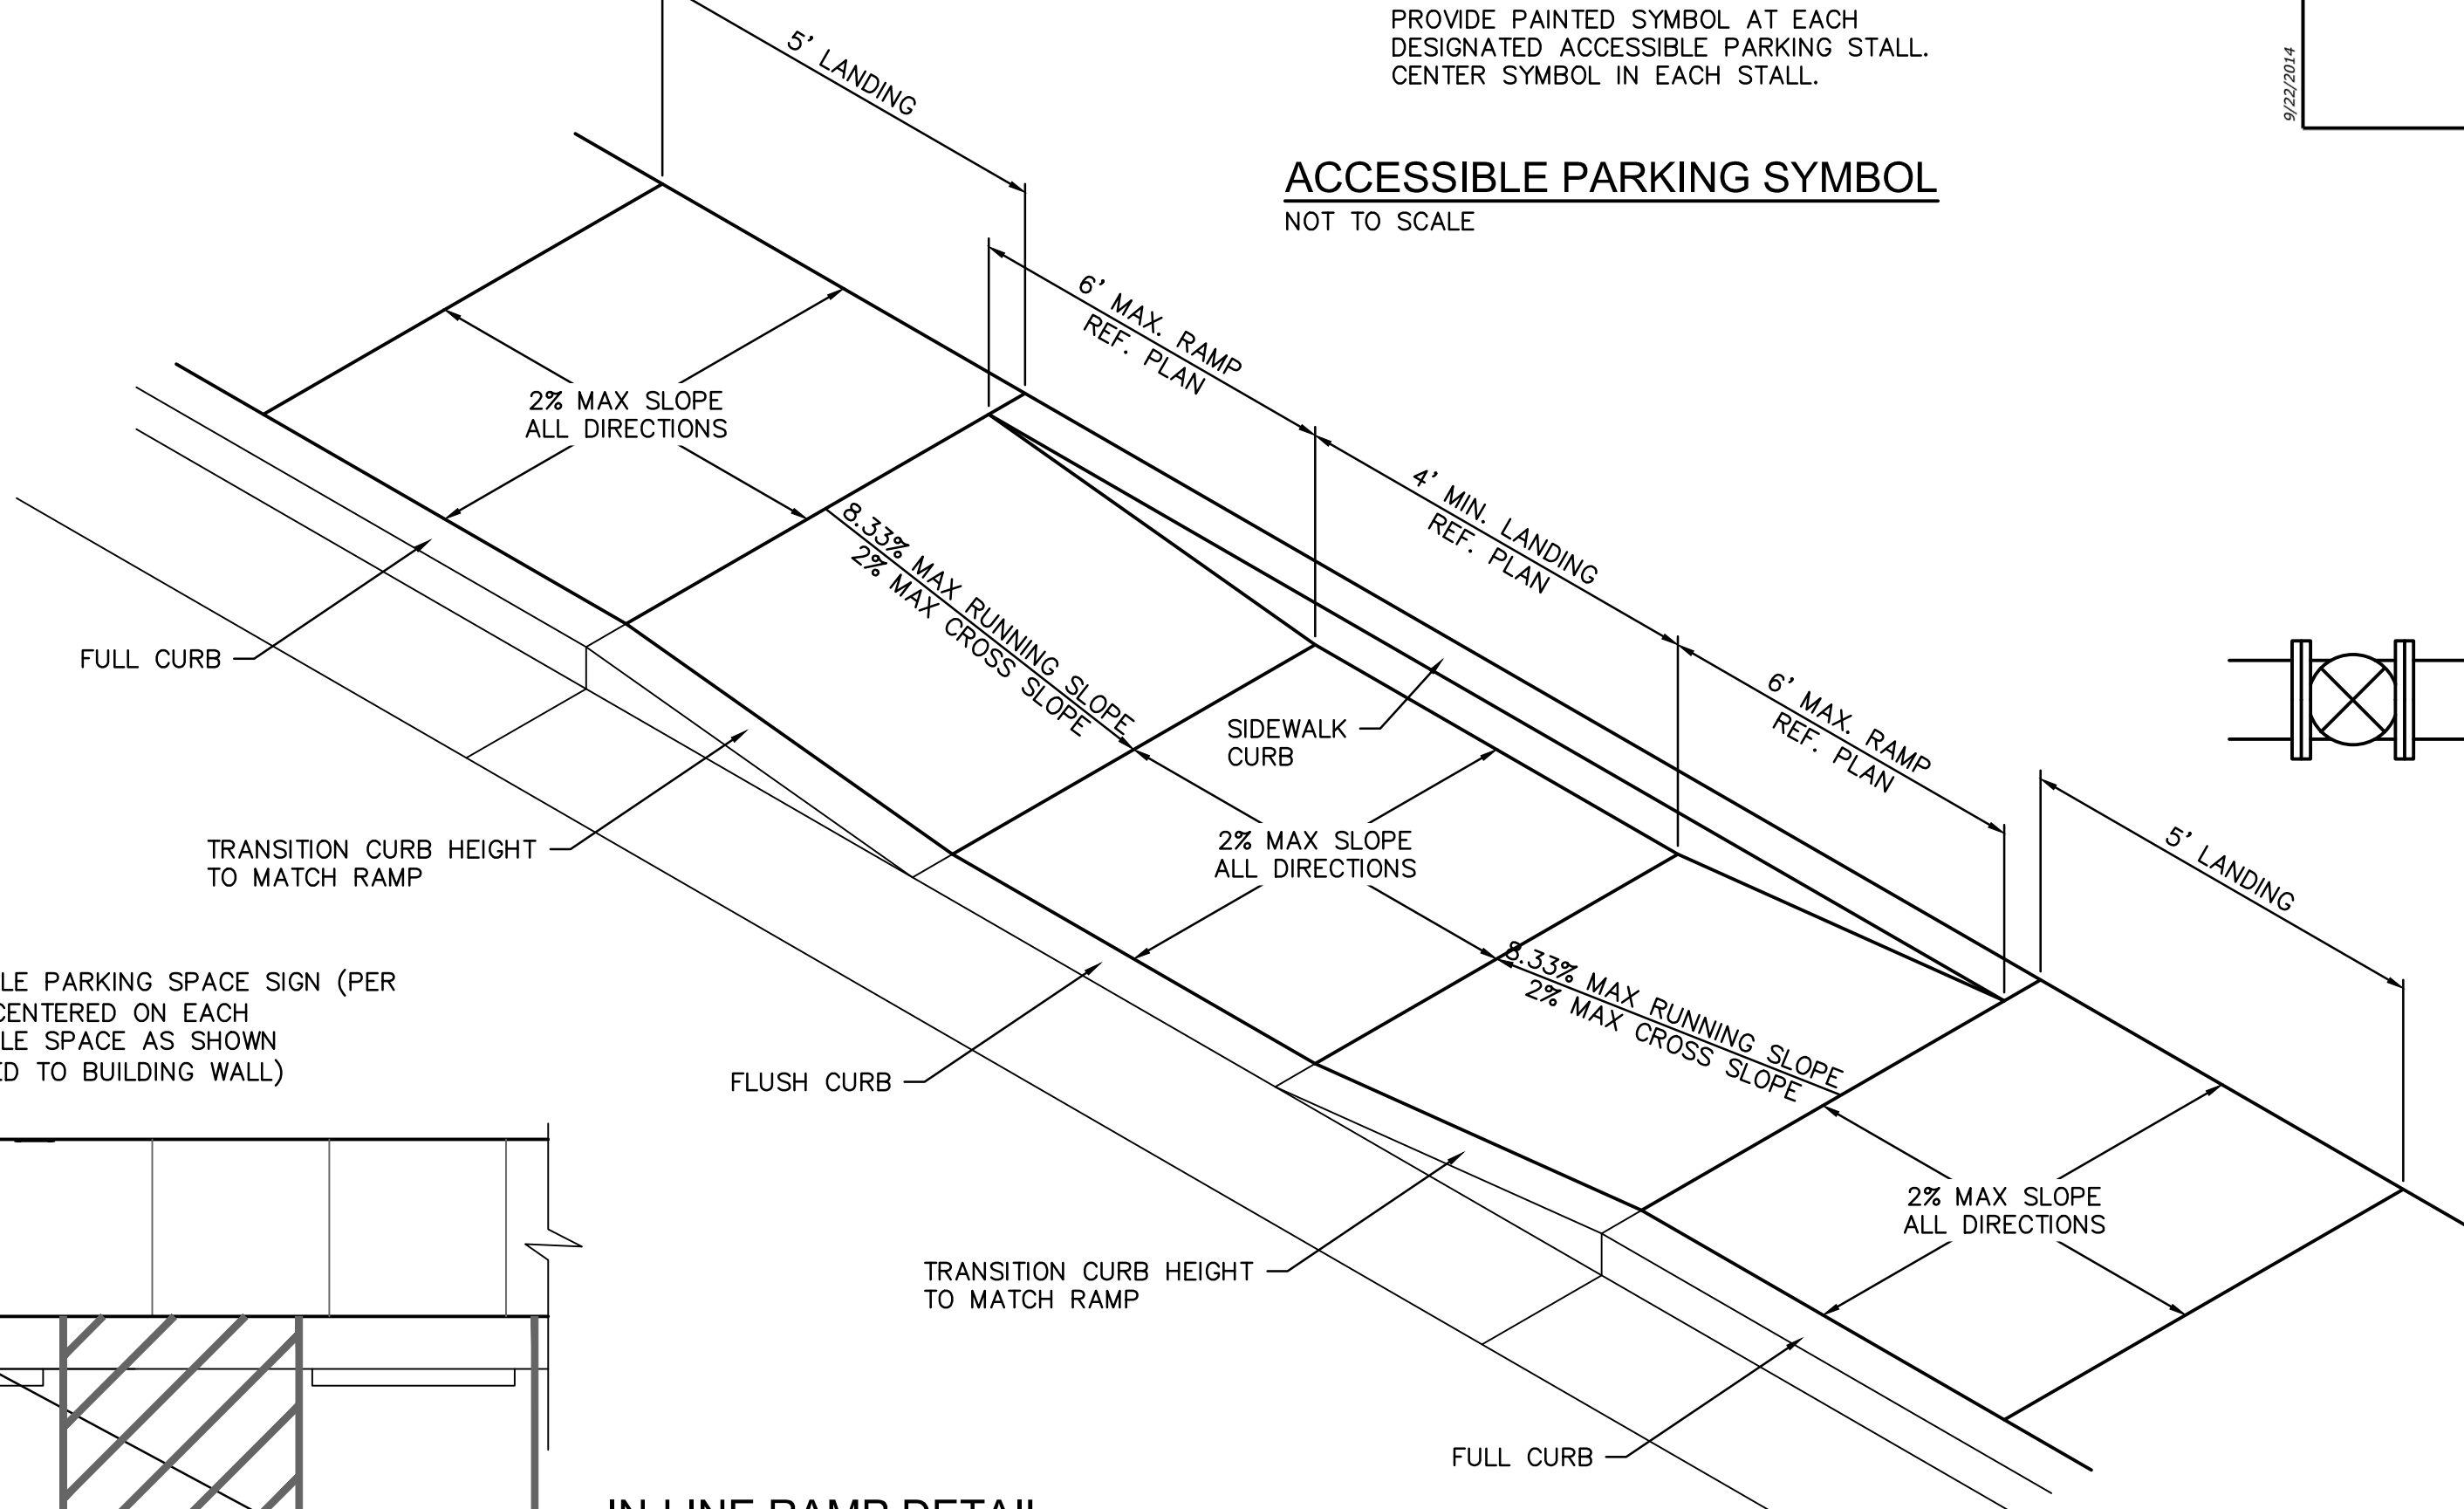 PROVIDE PAINTED SYMBOL AT EACH
DESIGNATED ACCESSIBLE PARKING STALL.
CENTER SYMBOL IN EACH STALL.
9/22/2014
ACCESSIBLE PARKING SYMBOL
NOT TO SCALE
5' LANDING
6' MAX. RAMP
REF. PLAN
4' MIN. LANDING
REF. PLAN
6' MAX. RAMP
REF. PLAN
5' LANDING
2% MAX SLOPE
ALL DIRECTIONS
8.33% MAX RUNNING SLOPE
2% MAX CROSS SLOPE
FULL CURB
SIDEWALK
CURB
2% MAX SLOPE
ALL DIRECTIONS
TRANSITION CURB HEIGHT
TO MATCH RAMP
8.33% MAX RUNNING SLOPE
2% MAX CROSS SLOPE
LE PARKING SPACE SIGN (PER
CENTERED ON EACH
LE SPACE AS SHOWN
ED TO BUILDING WALL)
FLUSH CURB
2% MAX SLOPE
ALL DIRECTIONS
TRANSITION CURB HEIGHT
TO MATCH RAMP
FULL CURB
IN-LINE RAMP DETAIL